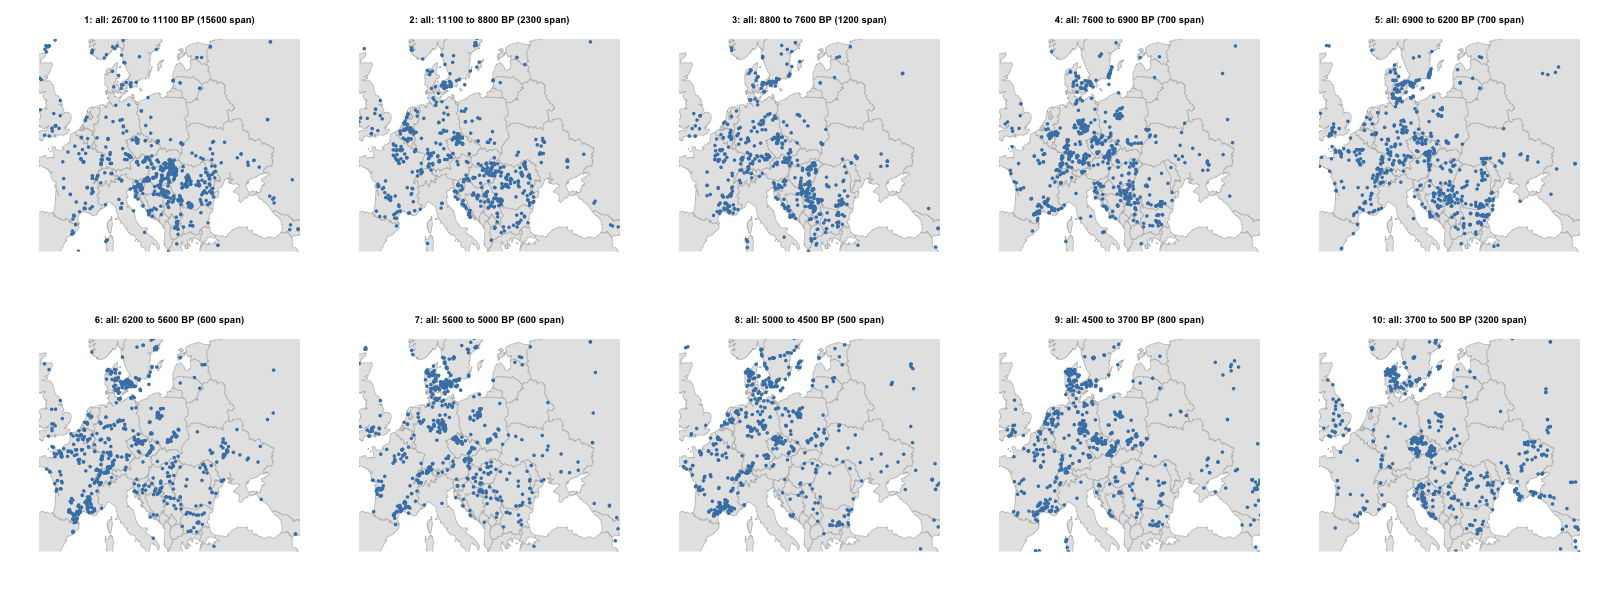 1: all: 26700 to 11100 BP (15600 span)
2: all: 11100 to 8800 BP (2300 span)
3: all: 8800 to 7600 BP (1200 span)
4: all: 7600 to 6900 BP (700 span)
5: all: 6900 to 6200 BP (700 span)
6: all: 6200 to 5600 BP (600 span)
7: all: 5600 to 5000 BP (600 span)
8: all: 5000 to 4500 BP (500 span)
9: all: 4500 to 3700 BP (800 span)
10: all: 3700 to 500 BP (3200 span)